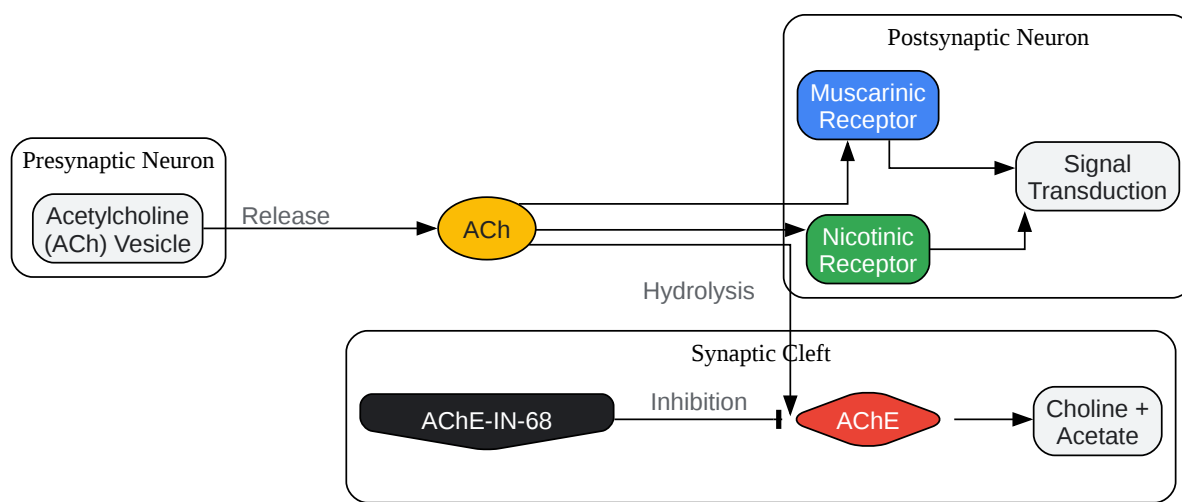 Postsynaptic Neuron
Muscarinic
Receptor
Presynaptic Neuron
Signal
Transduction
Acetylcholine
(ACh) Vesicle
Release
ACh
Nicotinic
Receptor
Hydrolysis
Synaptic Cleft
AChE-IN-68
Inhibition
AChE
Choline +
Acetate